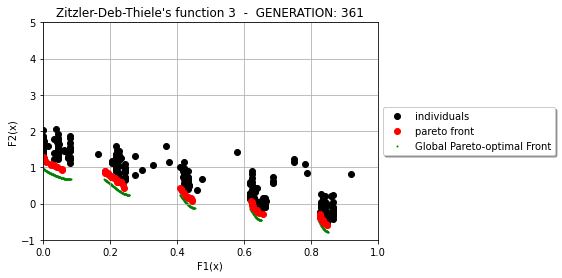 Zitzler-Deb-Thiele's function 3  -  GENERATION: 361
5
4
3
2
1
0
−1
F2(x)
0.0 0.2 0.4 0.6 0.8 1.0
F1(x)
individuals
pareto front
Global Pareto-optimal Front